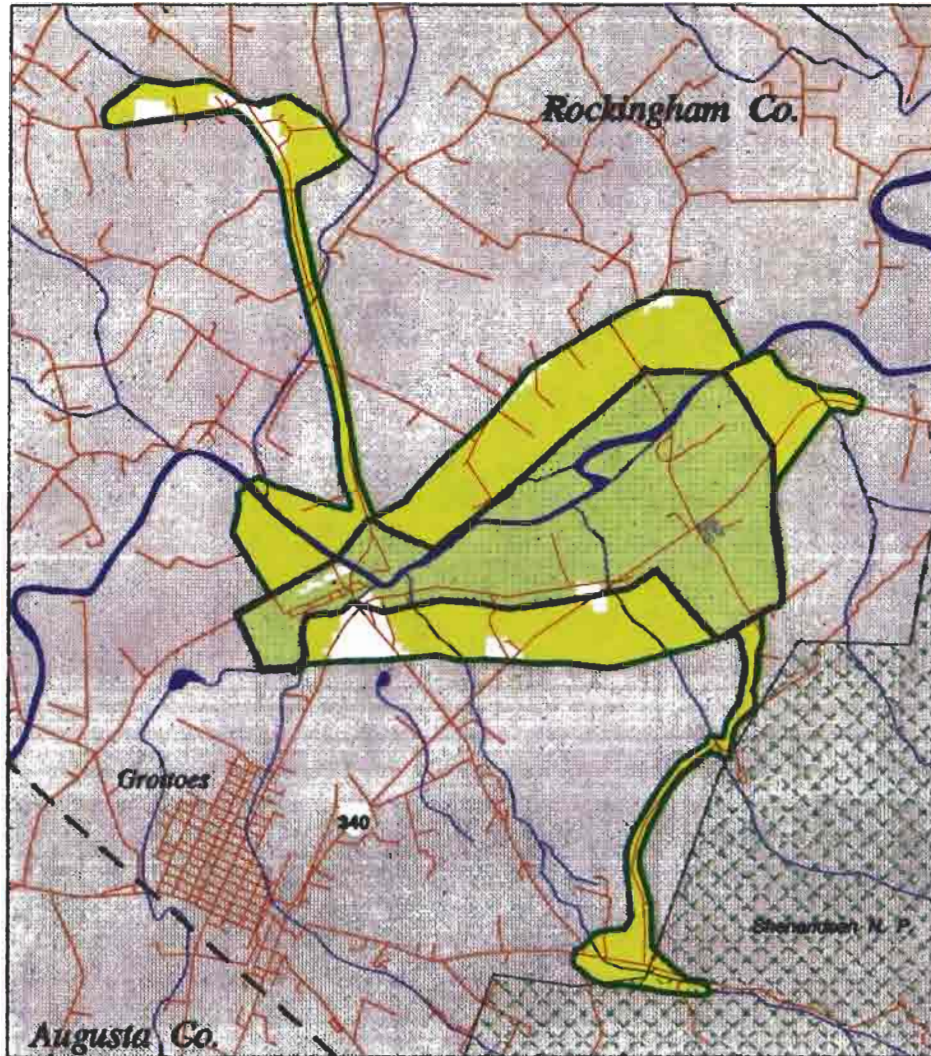 Rockingham Co.
Grottoes
340
Shenandoah N. P.
Augusta Co.